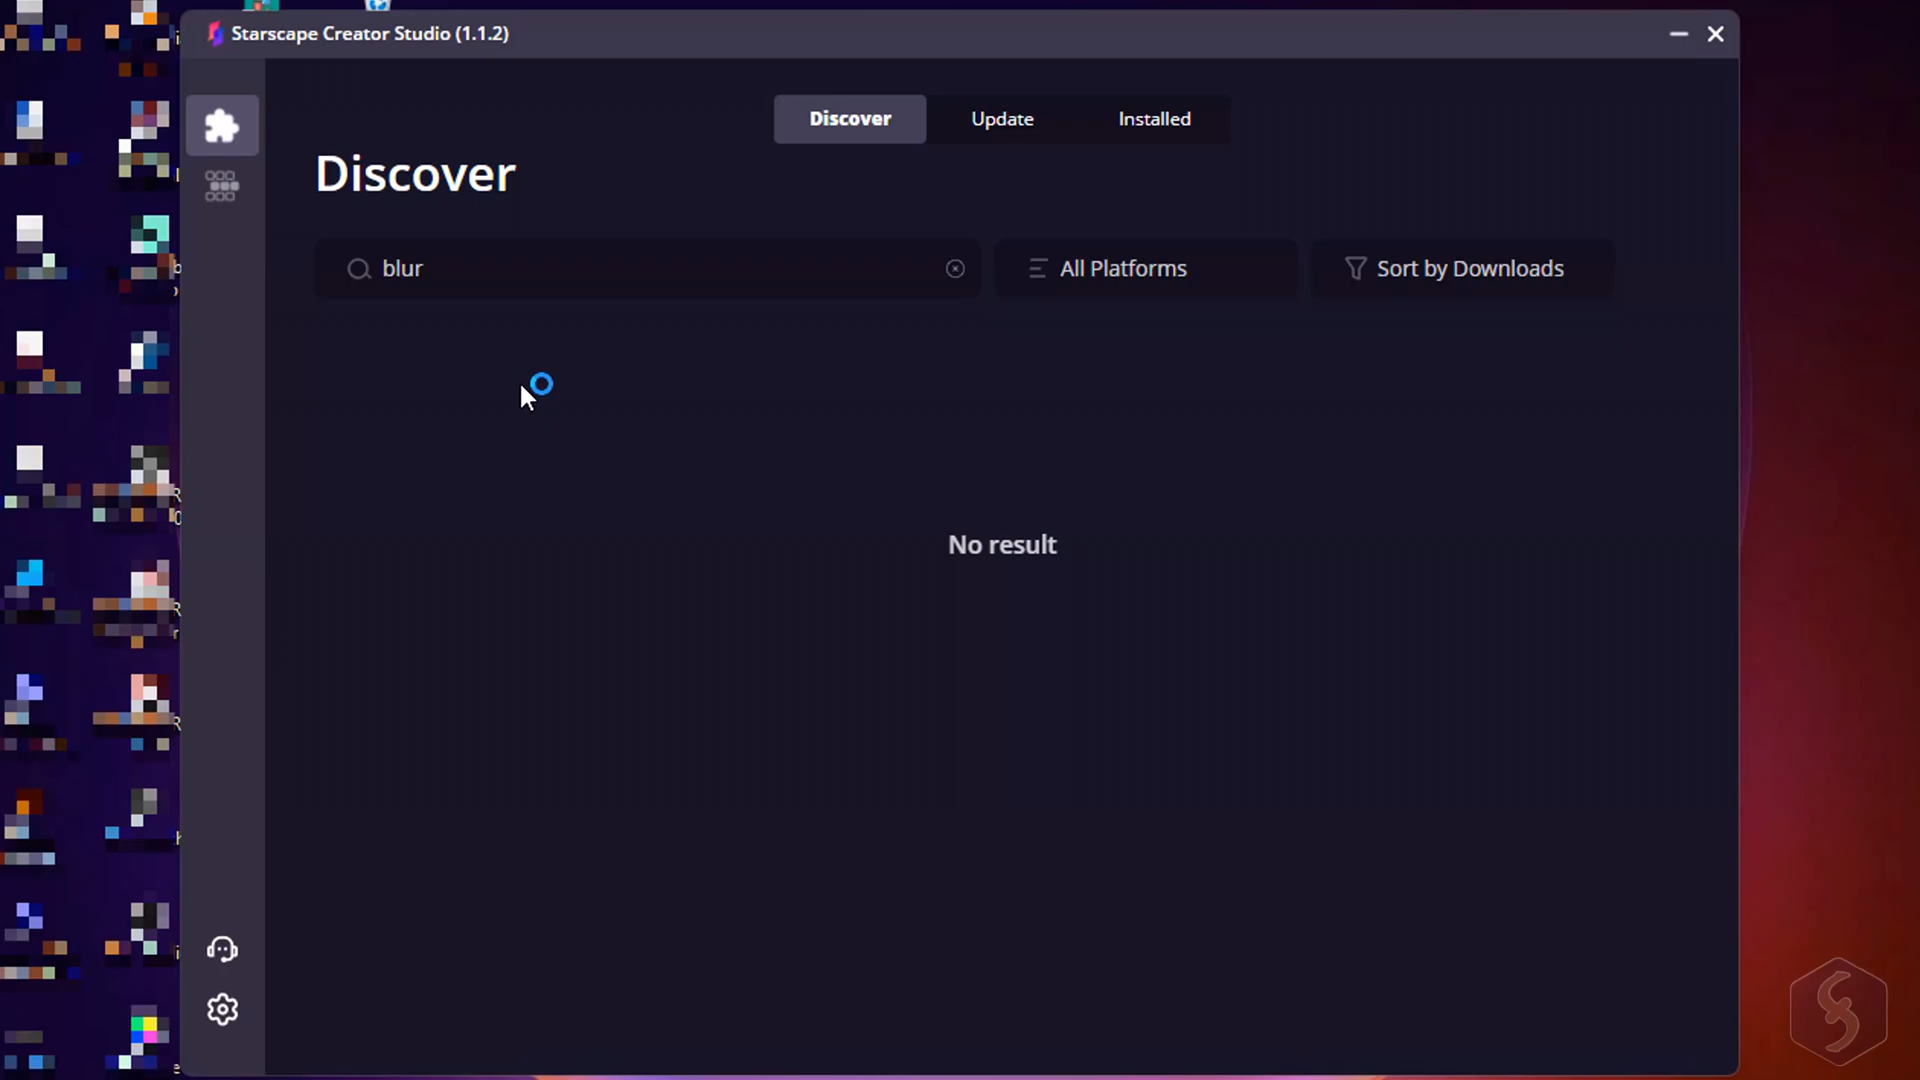 Starscape Creator Studio (1.1.2)
Discover
Update
Installed
Discover
blur
All Platforms
Sort by Downloads
No result